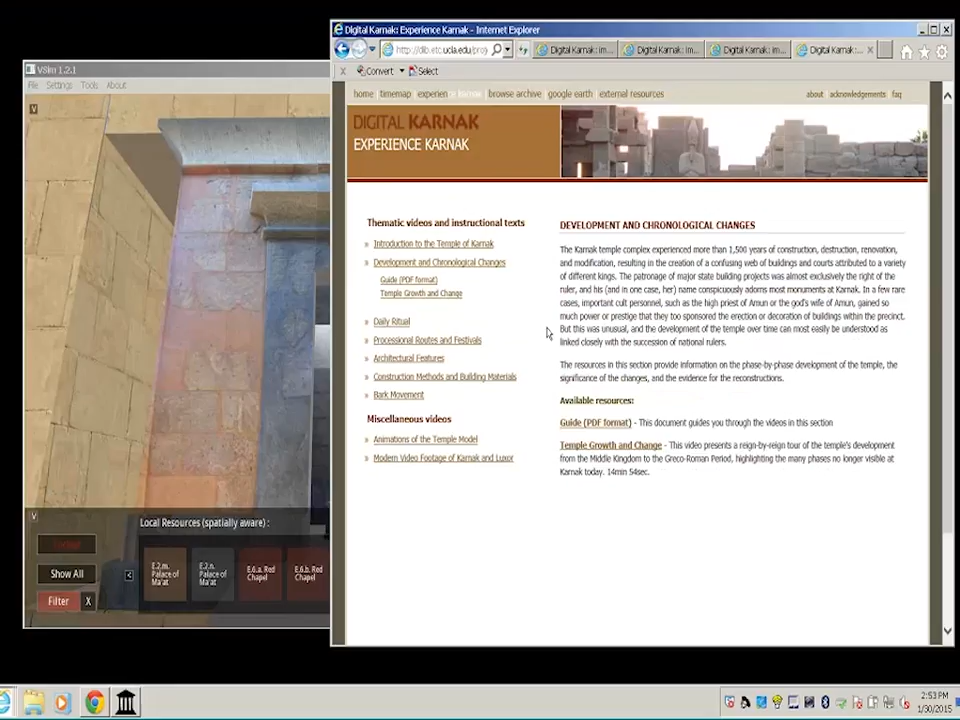 Digital Karnak: Experience Karnak - Internet Explorer
http://dlib.etc.ucla.edu/proj
Digital Karnak: im...
Digital Karnak: im...
Digital Karnak: im...
Digital Karnak:...
Convert
Select
VSim 1.2.1
File Settings Tools About
home | timemap | experience karnak | browse archive | google earth | external resources
about | acknowledgements | faq
DIGITAL KARNAK
EXPERIENCE KARNAK
Thematic videos and instructional texts
» Introduction to the Temple of Karnak
» Development and Chronological Changes
Guide (PDF format)
Temple Growth and Change
» Daily Ritual
» Processional Routes and Festivals
» Architectural Features
» Construction Methods and Building Materials
» Bark Movement
Miscellaneous videos
» Animations of the Temple Model
» Modern Video Footage of Karnak and Luxor
DEVELOPMENT AND CHRONOLOGICAL CHANGES
The Karnak temple complex experienced more than 1,500 years of construction, destruction, renovation,
and modification, resulting in the creation of a confusing web of buildings and courts attributed to a variety
of different kings. The patronage of major state building projects was almost exclusively the right of the
ruler, and his (and in one case, her) name conspicuously adorns most monuments at Karnak. In a few rare
cases, important cult personnel, such as the high priest of Amun or the god's wife of Amun, gained so
much power or prestige that they too sponsored the erection or decoration of buildings within the precinct.
But this was unusual, and the development of the temple over time can most easily be understood as
linked closely with the succession of national rulers.
The resources in this section provide information on the phase-by-phase development of the temple, the
significance of the changes, and the evidence for the reconstructions.
Available resources:
Guide (PDF format) - This document guides you through the videos in this section
Temple Growth and Change - This video presents a reign-by-reign tour of the temple's development
from the Middle Kingdom to the Greco-Roman Period, highlighting the many phases no longer visible at
Karnak today. 14min 54sec.
V
V
Local Resources (spatially aware) :
Show All
Filter X
<
E.2.m. Palace of Ma'at
E.2.n. Palace of Ma'at
E.6.a. Red Chapel
E.6.b. Red Chapel
2:53 PM
1/30/2015